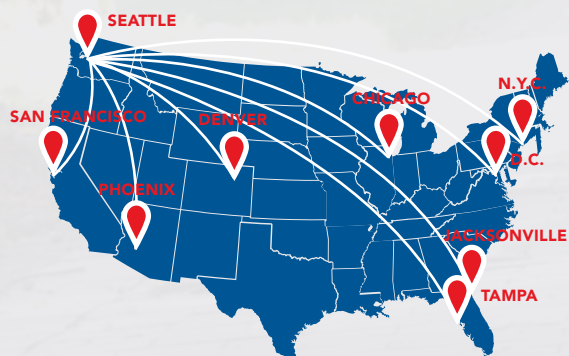 SEATTLE
N.Y.C.
CHICAGO
SAN FRANCISCO
DENVER
D.C.
PHOENIX
JACKSONVILLE
TAMPA